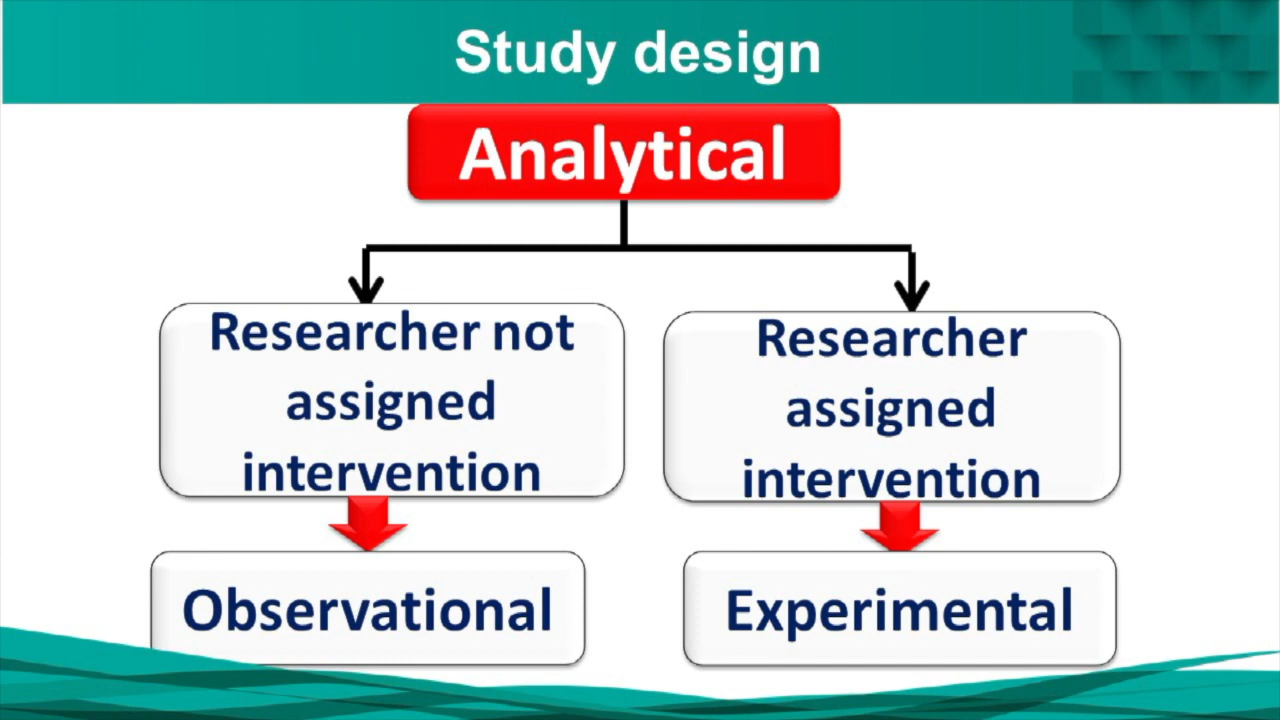 Study design
Analytical
Researcher not
assigned
intervention
Researcher
assigned
intervention
Observational
Experimental